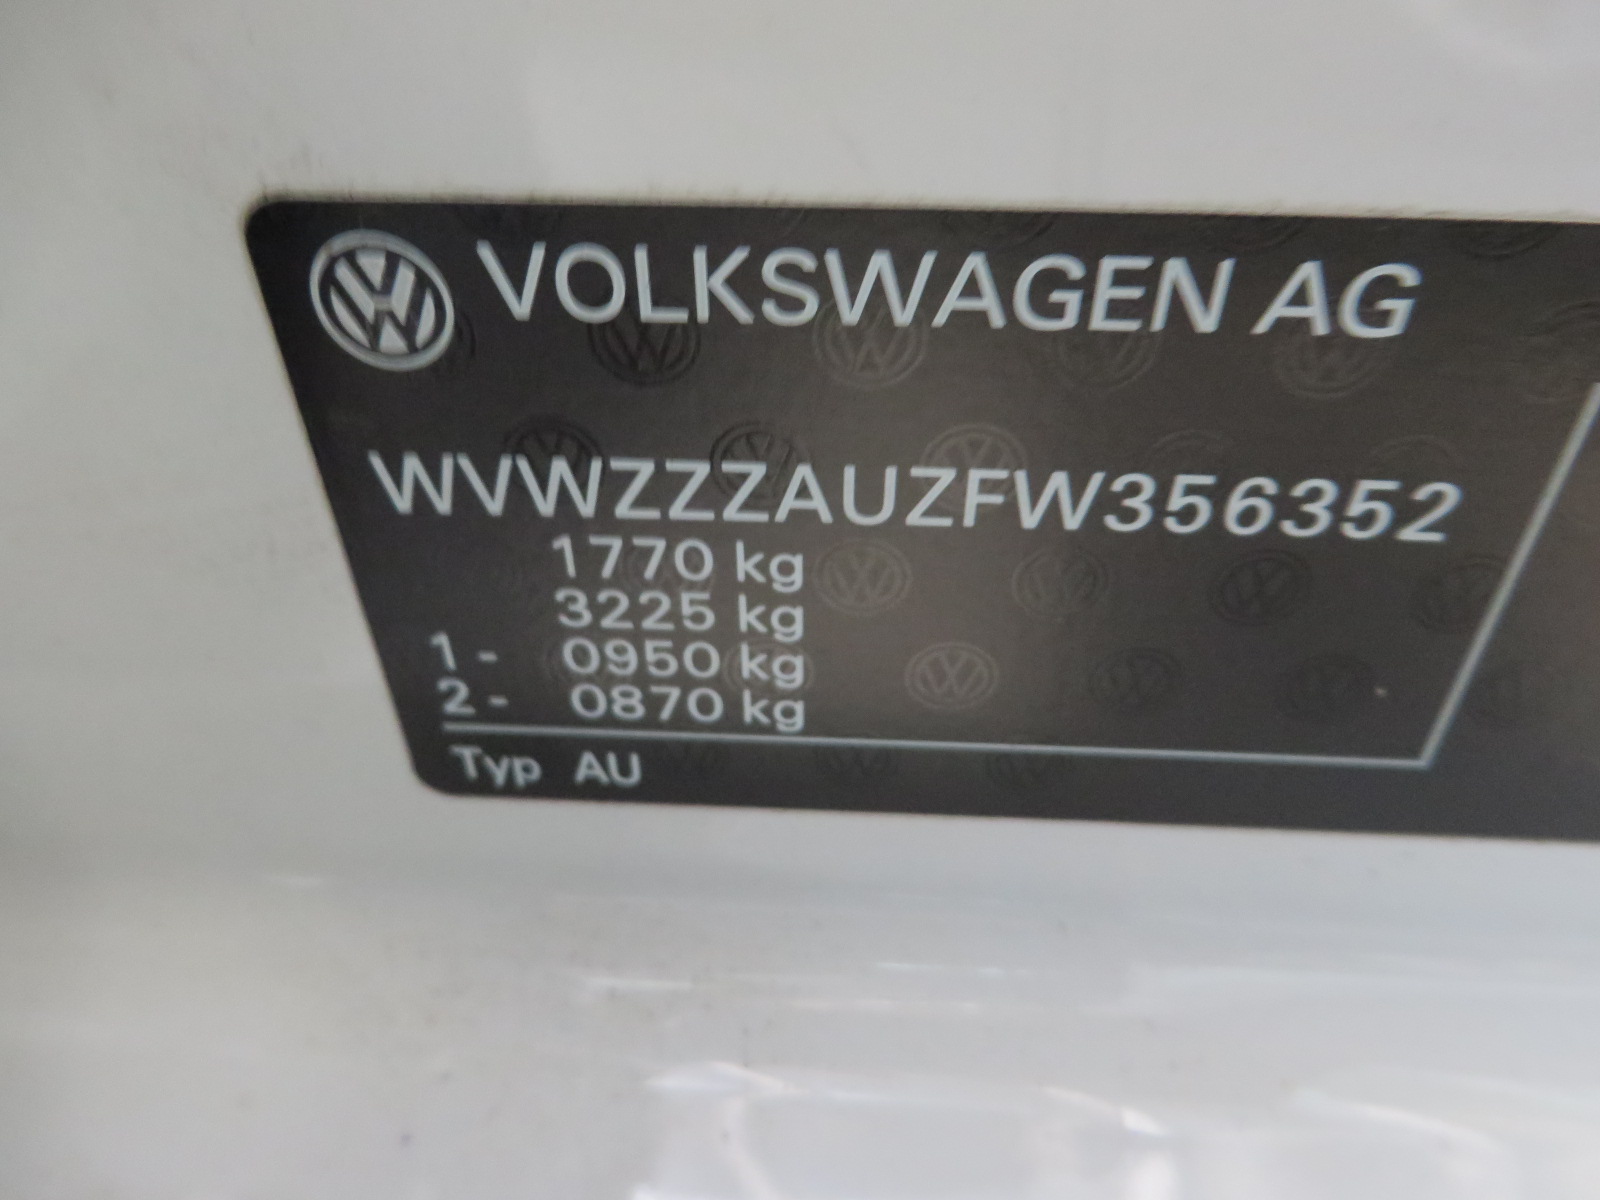 VOLKSWAGEN AG
WVWZZZAUZFW356352
1770 kg
3225 kg
1- 0950 kg
2- 0870 kg
Typ AU